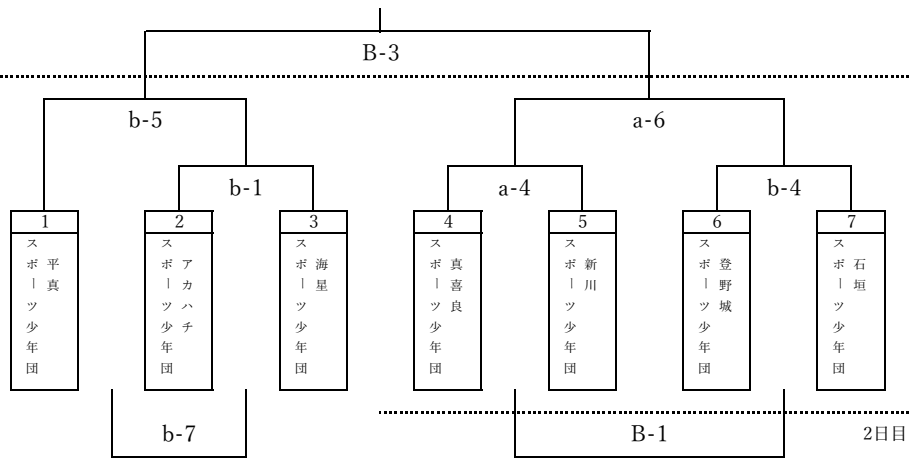 B-3
b-5
a-6
b-1
a-4
b-4
1
2
3
4
5
6
7
平真
スポーツ少年団
アカハチ
スポーツ少年団
海星
スポーツ少年団
真喜良
スポーツ少年団
新川
スポーツ少年団
登野城
スポーツ少年団
石垣
スポーツ少年団
b-7
B-1
2日目